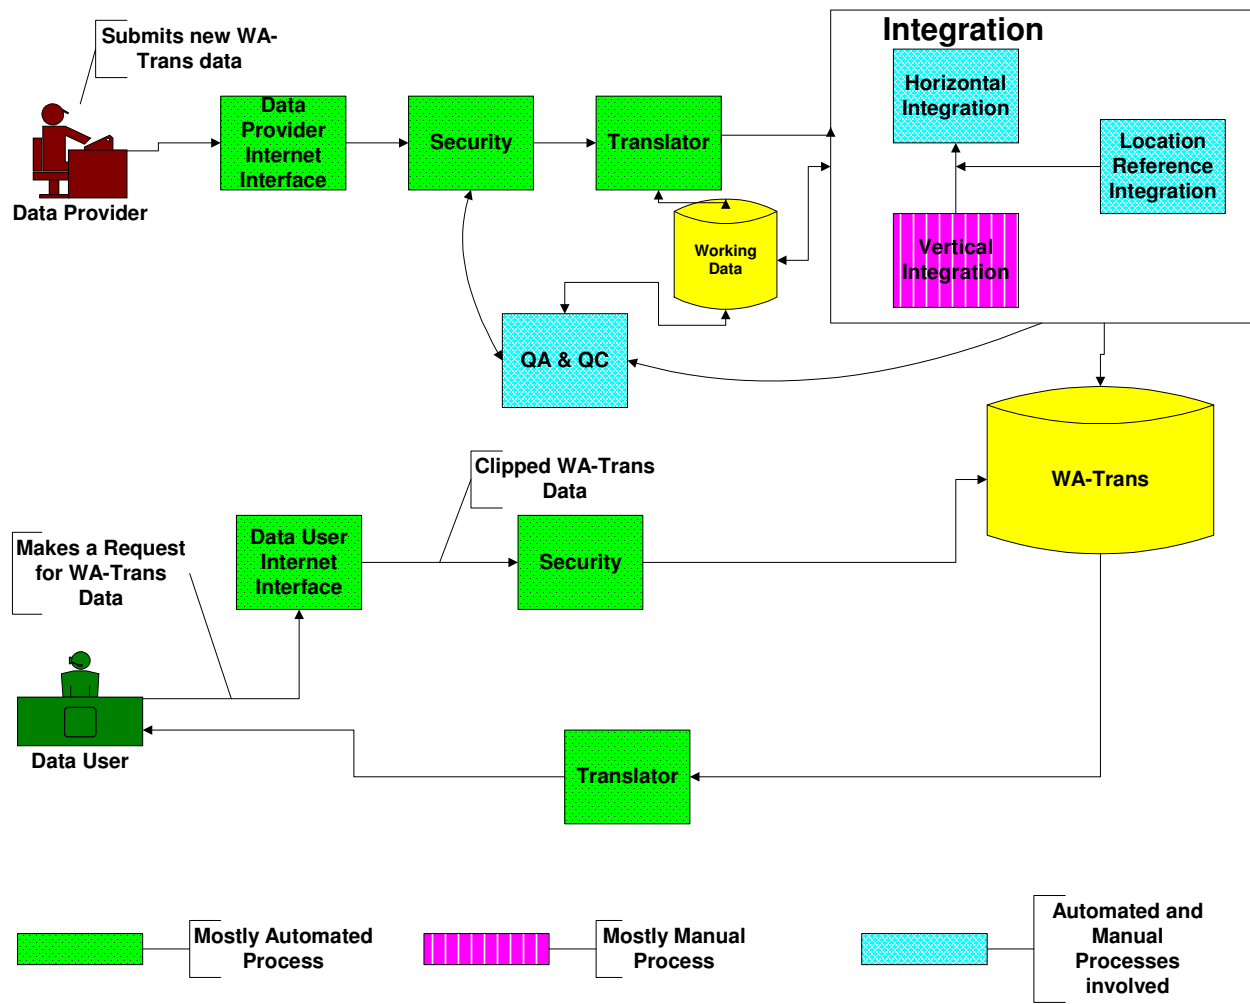 Submits new WA-
Trans data
Integration
Horizontal
Integration
Data
Provider
Internet
Interface
Security
Translator
Location
Reference
Integration
Data Provider
Vertical
Integration
Working
Data
QA & QC
Clipped WA-Trans
Data
WA-Trans
Makes a Request
for WA-Trans
Data
Data User
Internet
Interface
Security
Data User
Translator
Mostly Automated
Process
Mostly Manual
Process
Automated and
Manual
Processes
involved